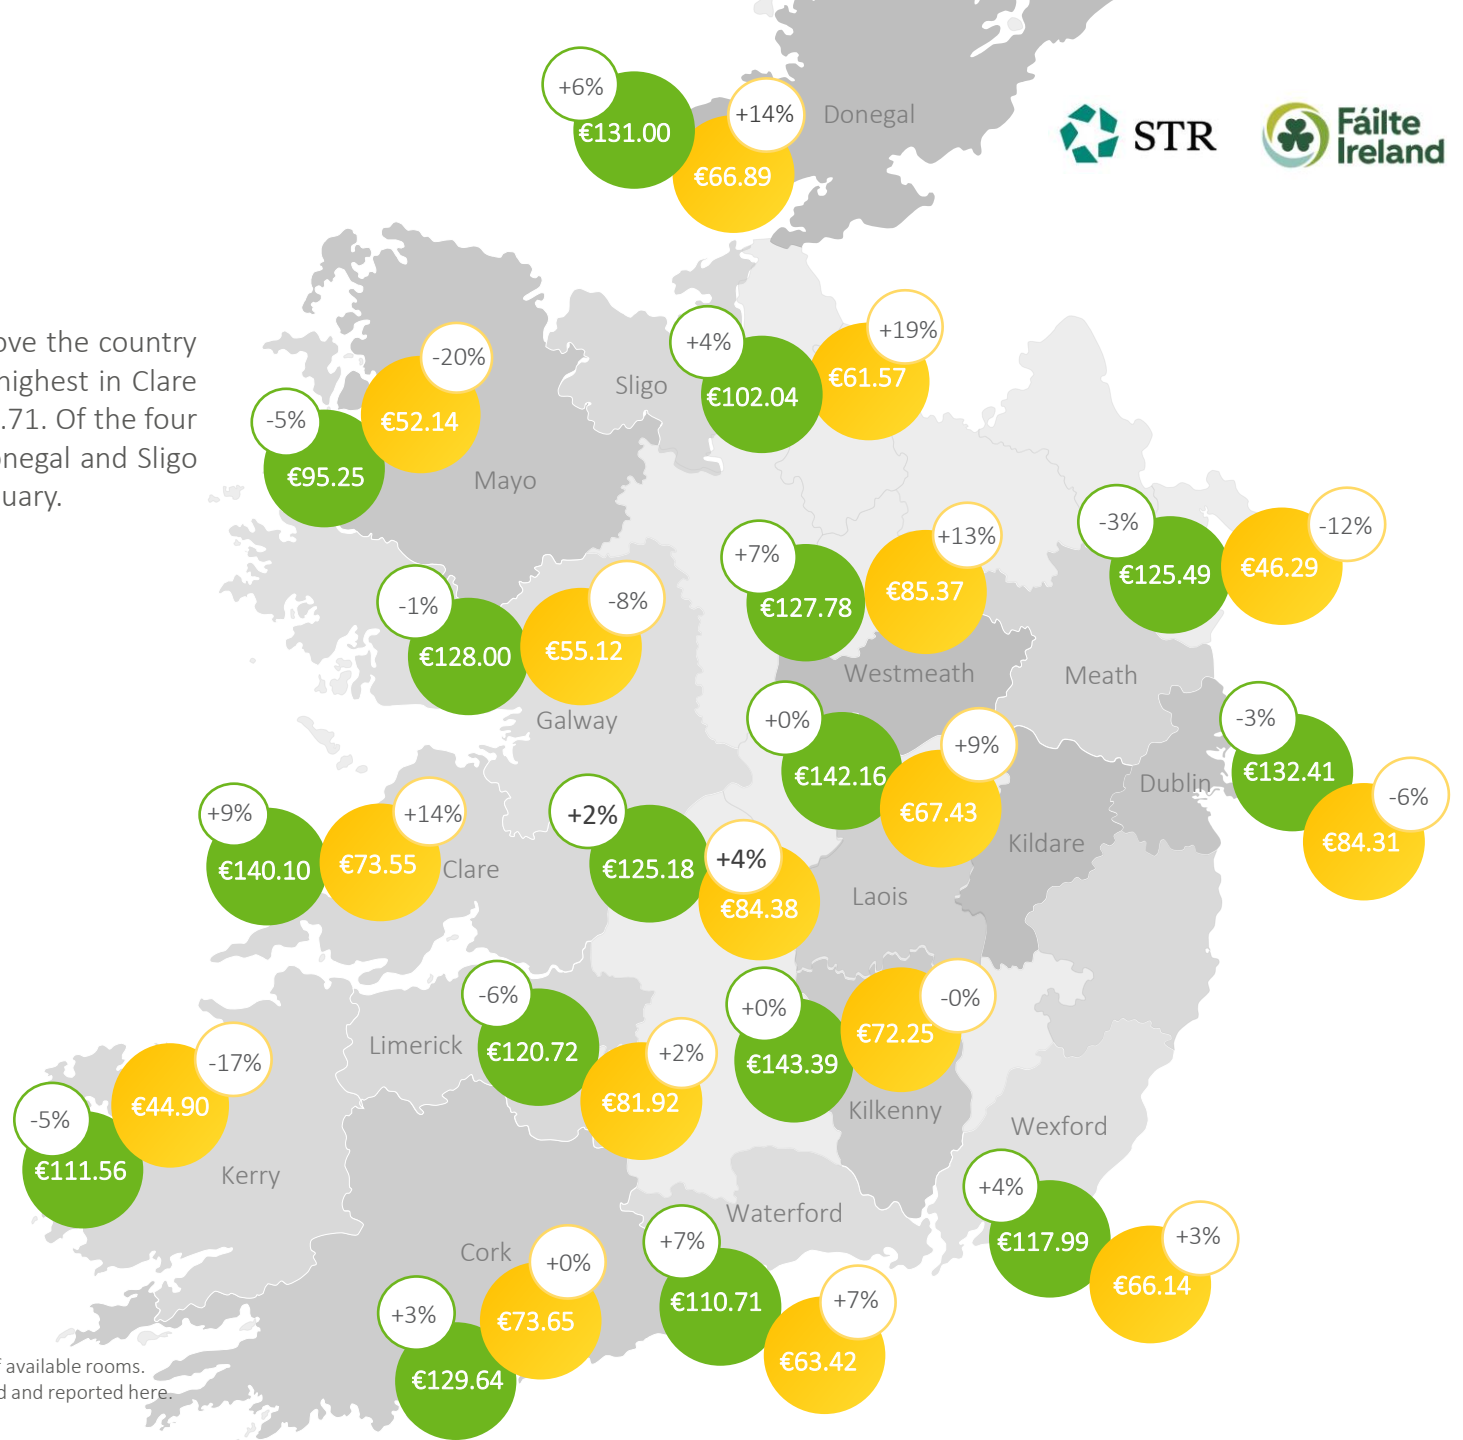 +6%
€131.00
+14%
€66.89
Donegal
STR
Fáilte
Ireland
ove the country
highest in Clare
.71. Of the four
onegal and Sligo
uary.
-5%
€95.25
-20%
€52.14
Mayo
Sligo
+4%
€102.04
+19%
€61.57
-1%
€128.00
-8%
€55.12
Galway
+7%
€127.78
+13%
€85.37
Westmeath
-3%
€125.49
-12%
€46.29
Meath
+0%
€142.16
+9%
€67.43
Kildare
Dublin
-3%
€132.41
-6%
€84.31
+9%
€140.10
+14%
€73.55
Clare
+2%
€125.18
+4%
€84.38
Laois
-6%
Limerick
€120.72
+2%
€81.92
+0%
€143.39
-0%
€72.25
Kilkenny
-5%
€111.56
-17%
€44.90
Kerry
Wexford
+4%
€117.99
+3%
€66.14
Waterford
+7%
€110.71
+7%
€63.42
Cork
+3%
€129.64
+0%
€73.65
f available rooms.
d and reported here.